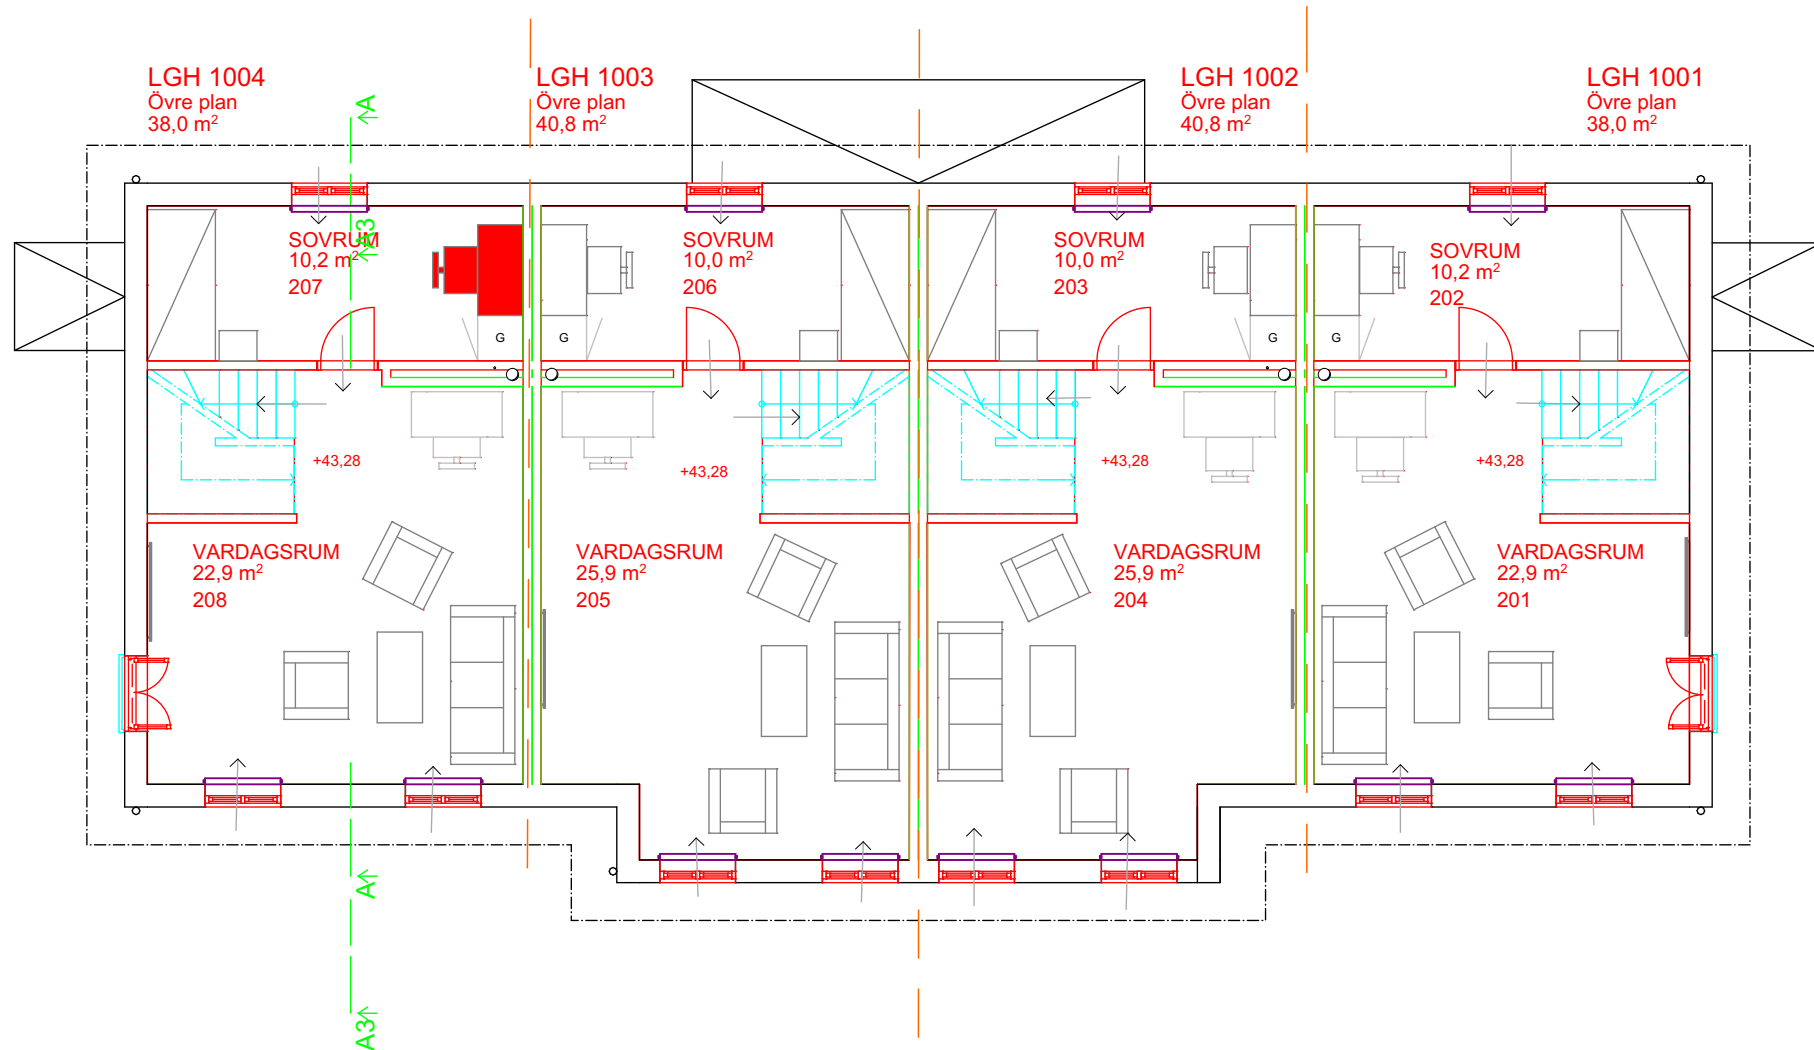 LGH 1004
Övre plan
38,0 m²
LGH 1003
Övre plan
40,8 m²
LGH 1002
Övre plan
40,8 m²
LGH 1001
Övre plan
38,0 m²
A
A3
SOVRUM
10,2 m²
207
SOVRUM
10,0 m²
206
SOVRUM
10,0 m²
203
SOVRUM
10,2 m²
202
G
G
G
G
+43,28
+43,28
+43,28
+43,28
VARDAGSRUM
22,9 m²
208
VARDAGSRUM
25,9 m²
205
VARDAGSRUM
25,9 m²
204
VARDAGSRUM
22,9 m²
201
A
A3